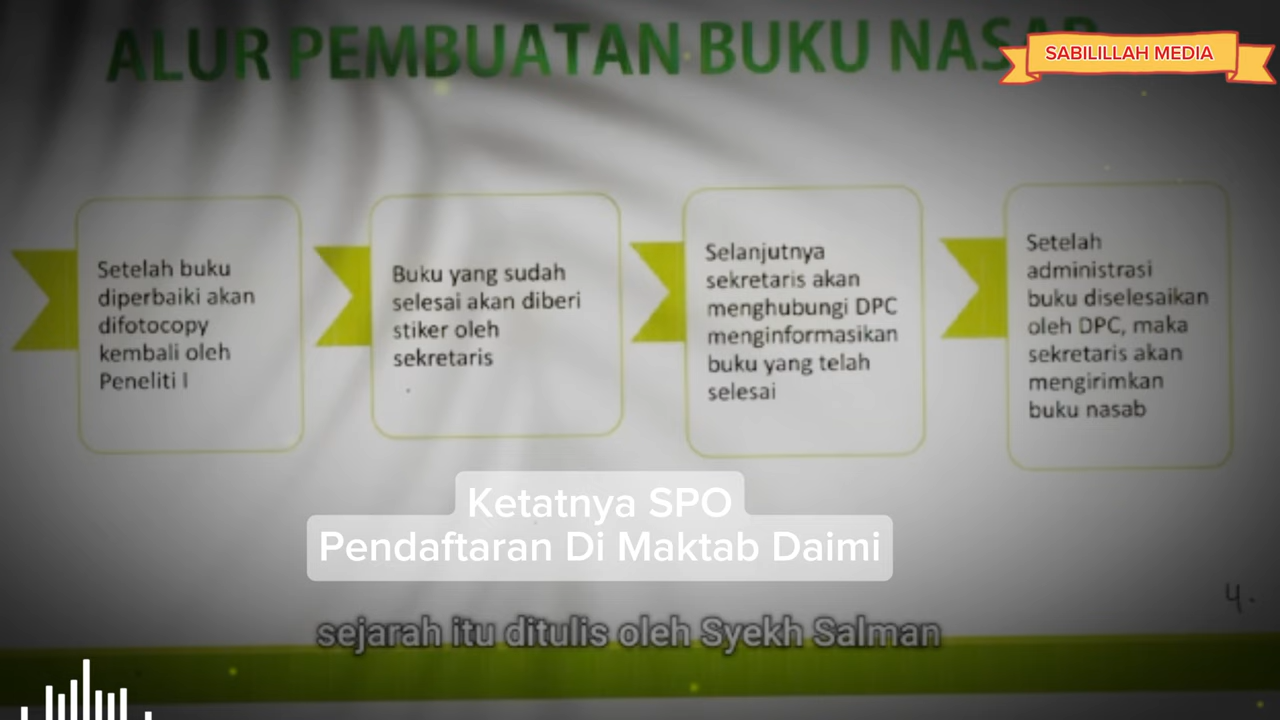 ALUR PEMBUATAN BUKU
SABILILLAH MEDIA
Setelah buku
diperbaiki akan
difotocopy
kembali oleh
Peneliti I
Buku yang sudah
selesai akan diberi
stiker oleh
sekretaris
Selanjutnya
sekretaris akan
menghubungi DPC
menginformasikan
buku yang telah
selesai
Setelah
administrasi
buku diselesaikan
oleh DPC, maka
sekretaris akan
mengirimkan
buku nasab
Ketatnya SPO
Pendaftaran Di Maktab Daimi
4.
sejarah itu ditulis oleh Syekh Salman